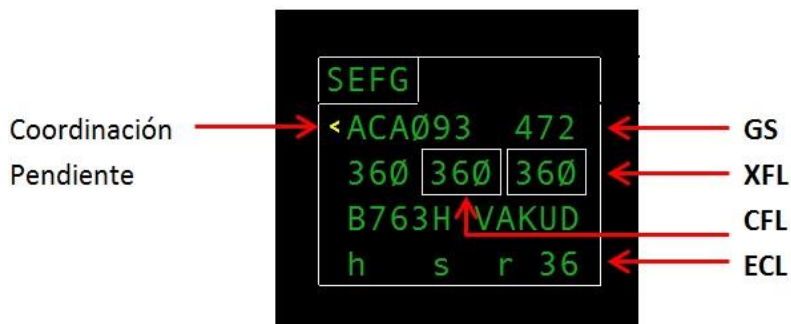 SEFG
Coordinación Pendiente
<ACAØ93 472
GS
36Ø 36Ø 36Ø
XFL
B763H VAKUD
CFL
h s r 36
ECL